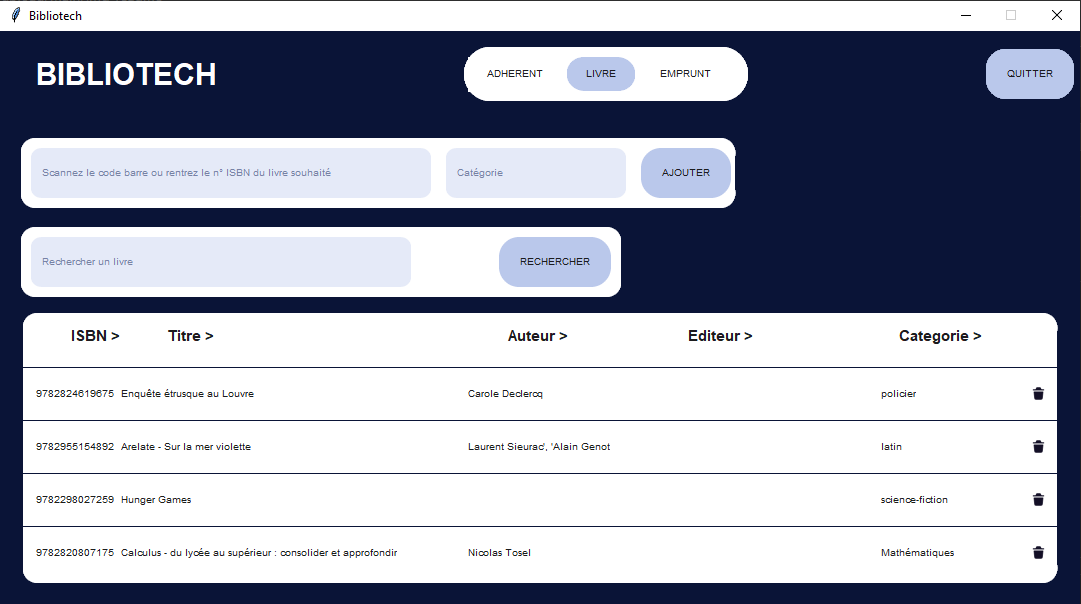 Bibliotech
BIBLIOTECH
ADHERENT LIVRE EMPRUNT
QUITTER
Scannez le code barre ou rentrez le n° ISBN du livre souhaité
Catégorie
AJOUTER
Rechercher un livre
RECHERCHER
ISBN > Titre > Auteur > Editeur > Categorie >
9782824619675 Enquête étrusque au Louvre Carole Declercq policier
9782955154892 Arelate - Sur la mer violette Laurent Sieurac', 'Alain Genot latin
9782298027259 Hunger Games science-fiction
9782820807175 Calculus - du lycée au supérieur : consolider et approfondir Nicolas Tosel Mathématiques